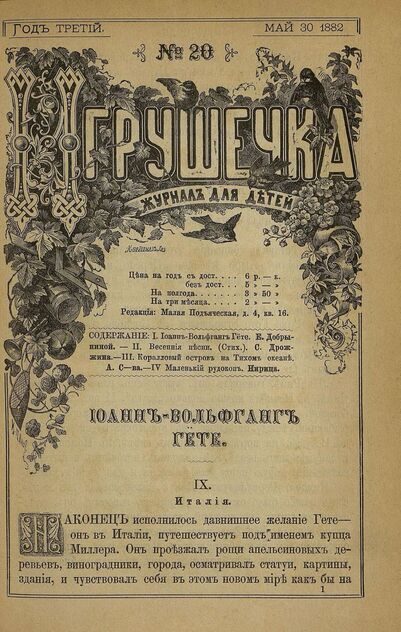 ГОДЪ ТРЕТІЙ.
МАЙ 30 1882
№ 20
ИГРУШЕЧКА
ЖУРНАЛЪ ДЛЯ ДѢТЕЙ
Цѣна на годъ съ дост. . . . 6 р. — к.
безъ дост. . 5 » — »
На полгода. . . . . . . . 3 » 50 »
На три мѣсяца. . . . . . 2 » — »
Редакція: Малая Подъяческая, д. 4, кв. 16.
СОДЕРЖАНІЕ: I. Іоаннъ-Вольфгангъ Гёте. Е. Добры-
ниной. — II. Весеннія пѣсни. (Стих.). С. Дрож-
жина.—III. Коралловый островъ на Тихомъ океанѣ.
А. С—ва.—IV Маленькій рудокопъ. Нирица.
ІОАННЪ-ВОЛЬФГАНГЪ
ГЁТЕ.
IX.
Италія.
НАКОНЕЦЪ исполнилось давнишнее желаніе Гете—
онъ въ Италіи, путешествуетъ подъ именемъ купца
Миллера. Онъ проѣзжалъ рощи апельсиновыхъ де-
ревьевъ, виноградники, города, осматривалъ статуи, картины,
зданія, и чувствовалъ себя въ этомъ новомъ мірѣ какъ бы на
1